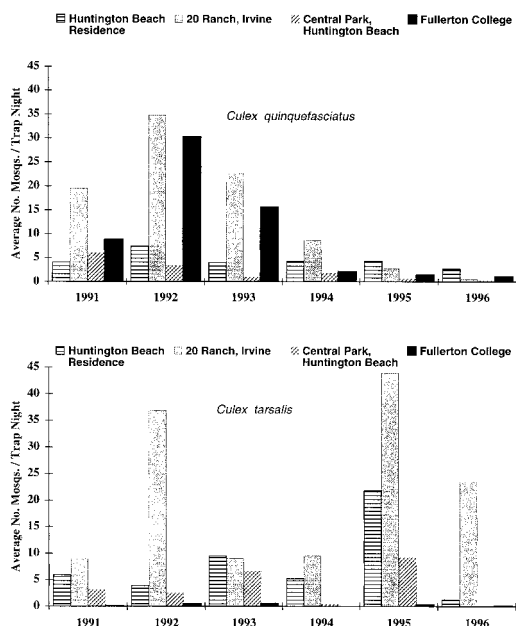 Huntington Beach Residence
20 Ranch, Irvine
Central Park, Huntington Beach
Fullerton College
Average No. Mosqs. / Trap Night
45
40
35
30
25
20
15
10
5
0
Culex quinquefasciatus
1991 1992 1993 1994 1995 1996
Huntington Beach Residence
20 Ranch, Irvine
Central Park, Huntington Beach
Fullerton College
Average No. Mosqs. / Trap Night
45
40
35
30
25
20
15
10
5
0
Culex tarsalis
1991 1992 1993 1994 1995 1996